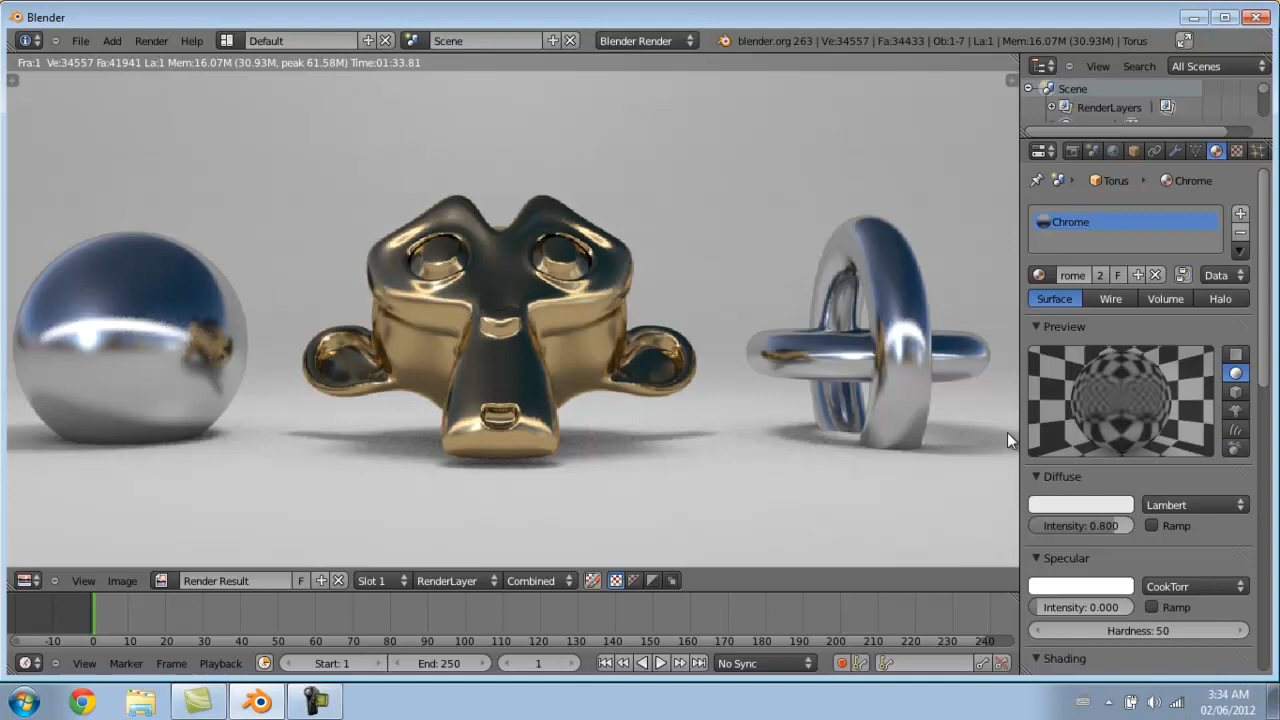 Blender
File Add Render Help Default Scene Blender Render blender.org 263 | Ve:34557 | Fa:34433 | Ob:1-7 | La:1 | Mem:16.07M (30.93M) | Torus
Fra:1 Ve:34557 Fa:41941 La:1 Mem:16.07M (30.93M, peak 61.58M) Time:01:33.81
View Search All Scenes
Scene
RenderLayers
Torus Chrome
Chrome
rome 2 F Data
Surface Wire Volume Halo
Preview
Diffuse
Lambert
Intensity: 0.800 Ramp
Specular
CookTorr
Intensity: 0.000 Ramp
Hardness: 50
Shading
View Image Render Result F Slot 1 RenderLayer Combined
-10 0 10 20 30 40 50 60 70 80 90 100 110 120 130 140 150 160 170 180 190 200 210 220 230 240
View Marker Frame Playback Start: 1 End: 250 1 No Sync
3:34 AM
02/06/2012